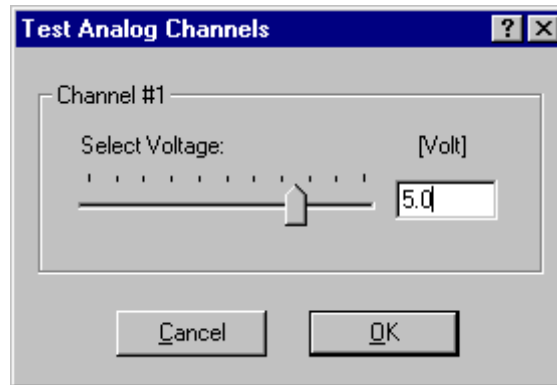 Test Analog Channels ? X
Channel #1
Select Voltage: [Volt]
5.0
Cancel OK